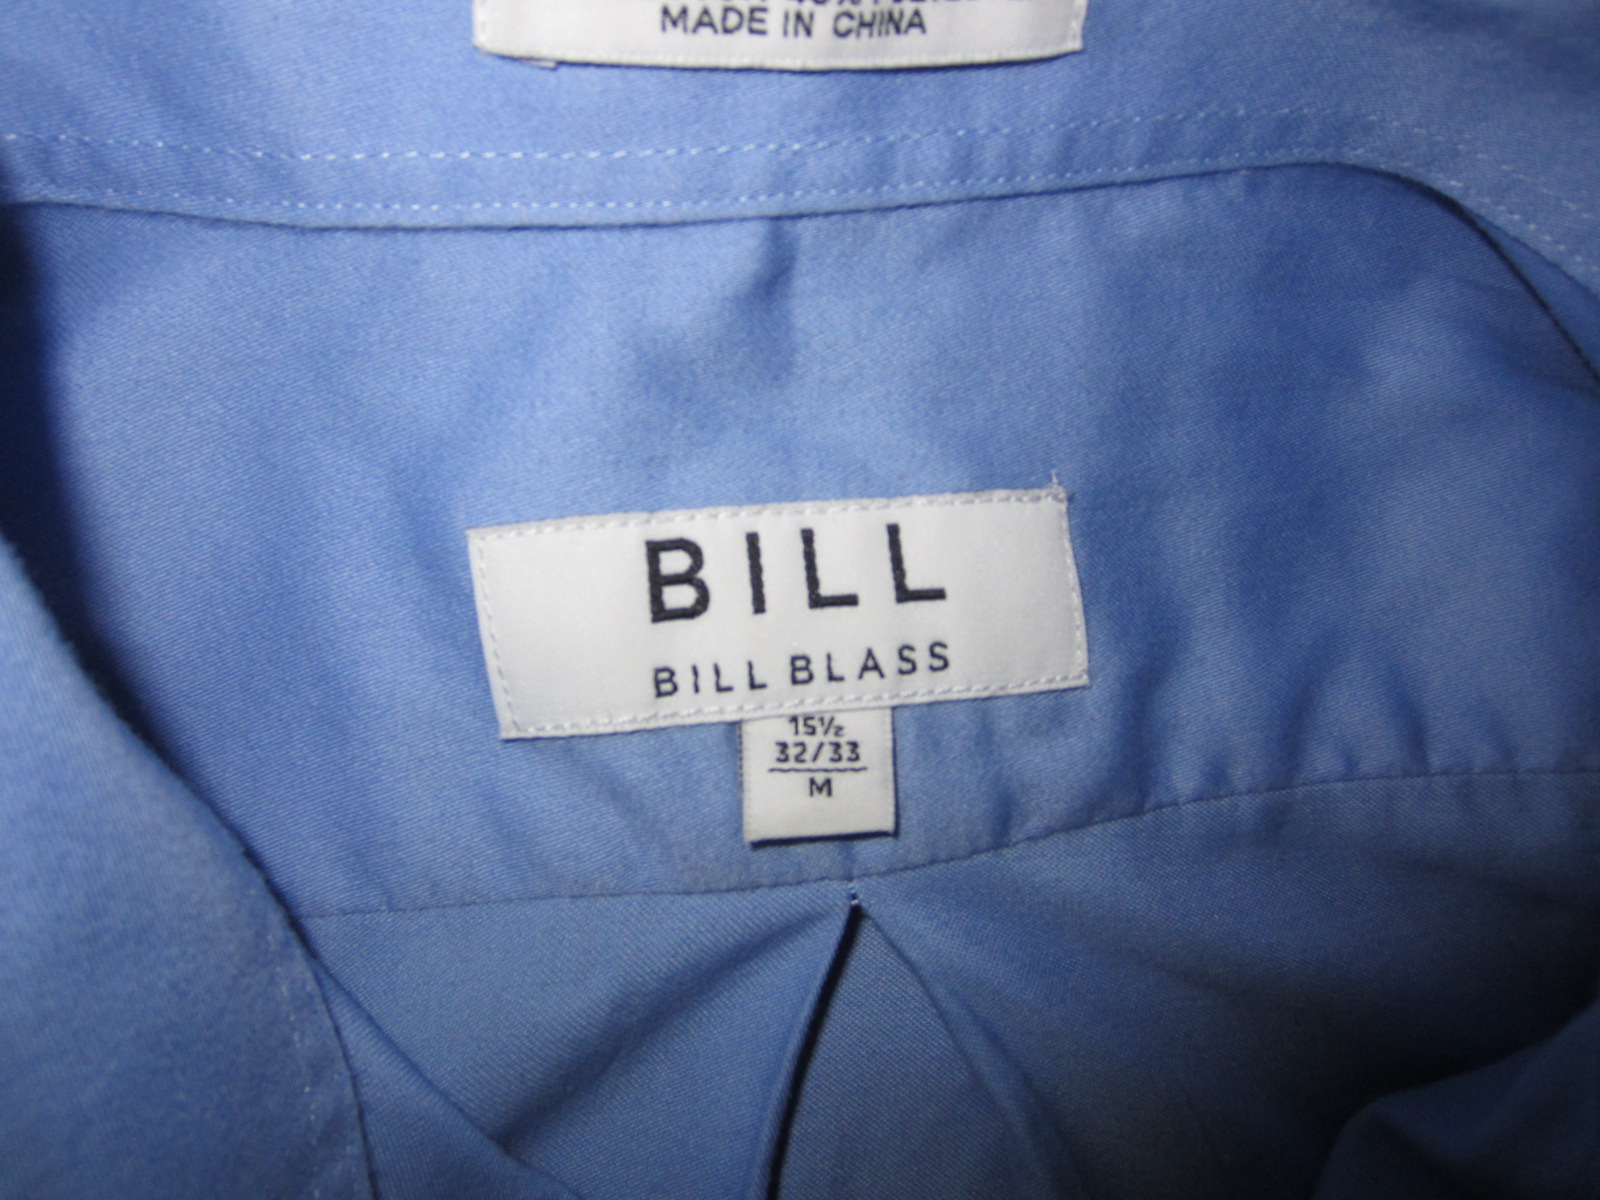 MADE IN CHINA
BILL
BILL BLASS
15½
32/33
M